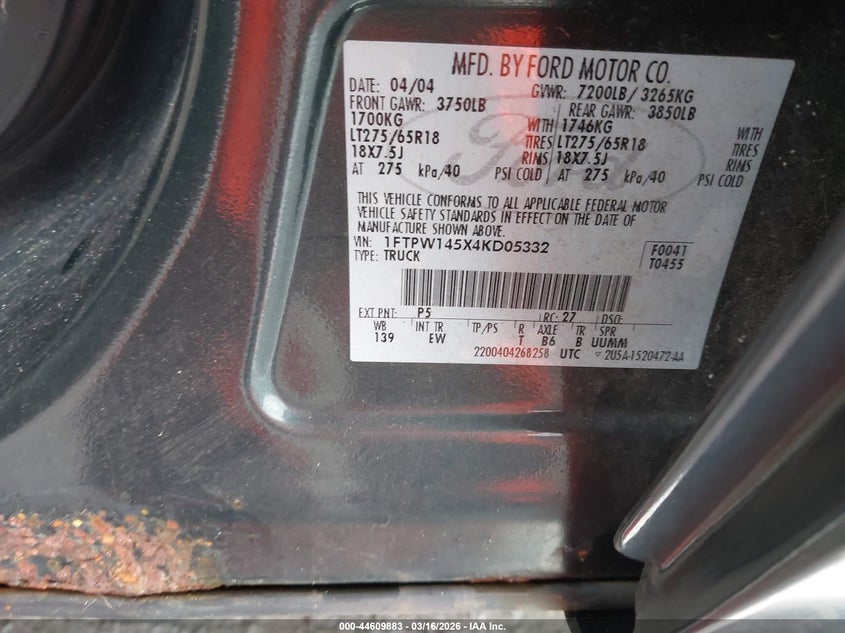 MFD. BY FORD MOTOR CO.
DATE: 04/04 GVWR: 7200LB/ 3265KG
FRONT GAWR: 3750LB REAR GAWR: 3850LB
1700KG WITH 1746KG WITH
LT275/65R18 TIRES LT275/65R18 TIRES
18X7.5J RIMS 18X7.5J RIMS
AT 275 kPa/40 PSI COLD AT 275 kPa/40 PSI COLD
THIS VEHICLE CONFORMS TO ALL APPLICABLE FEDERAL MOTOR
VEHICLE SAFETY STANDARDS IN EFFECT ON THE DATE OF
MANUFACTURE SHOWN ABOVE.
VIN: 1FTPW145X4KD05332 F0041
TYPE: TRUCK T0455
EXT PNT: P5 RC: 27 DSO:
WB INT TR TP/PS R AXLE TR SPR
139 EW T B6 B UUMM
2200404268258 UTC 2U5A-1520472-AA
Ford
000-44609883 - 03/16/2026 - IAA Inc.